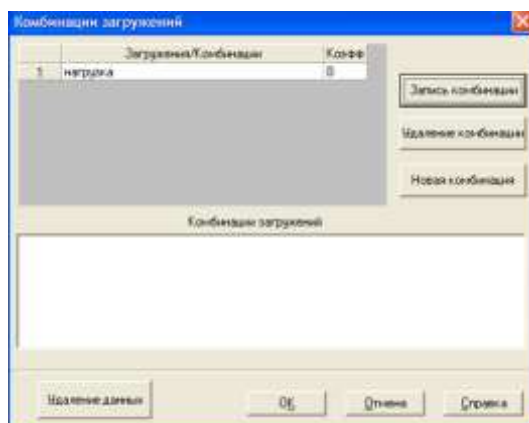 Комбинации загружений
Загружения/Комбинации Коэфф
1 нагрузка 0
Запись комбинации
Удаление комбинации
Новая комбинация
Комбинации загружений
Удаление данных
OK
Отмена
Справка